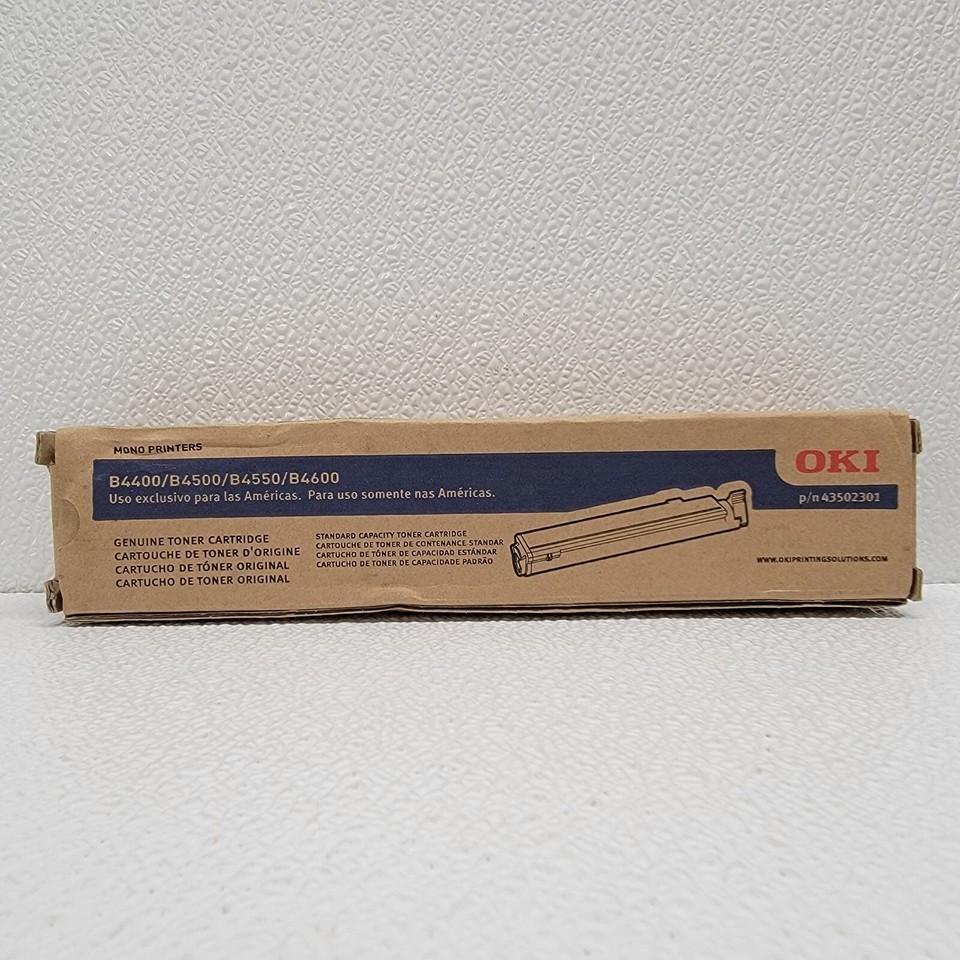 MONO PRINTERS
B4400/B4500/B4550/B4600
Uso exclusivo para las Américas. Para uso somente nas Américas.
OKI
p/n 43502301
GENUINE TONER CARTRIDGE
CARTOUCHE DE TONER D'ORIGINE
CARTUCHO DE TÓNER ORIGINAL
CARTUCHO DE TONER ORIGINAL
STANDARD CAPACITY TONER CARTRIDGE
CARTOUCHE DE TONER DE CONTENANCE STANDAR
CARTUCHO DE TÓNER DE CAPACIDAD ESTÁNDAR
CARTUCHO DE TONER DE CAPACIDADE PADRÃO
WWW.OKIPRINTINGSOLUTIONS.COM